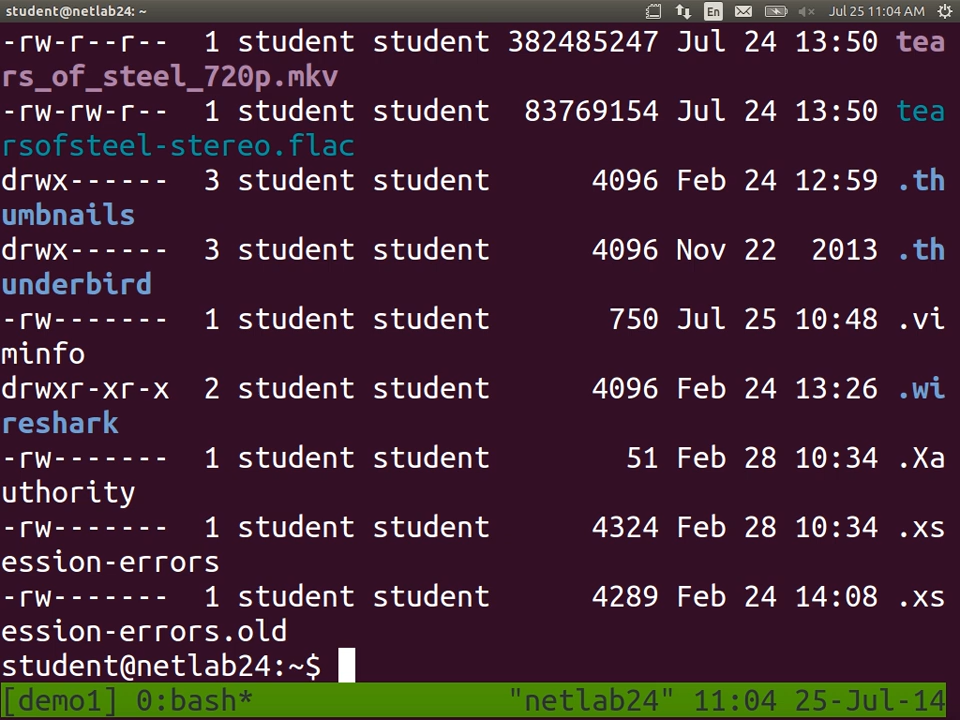 student@netlab24: ~ En Jul 25 11:04 AM
-rw-r--r--  1 student student 382485247 Jul 24 13:50 tea
rs_of_steel_720p.mkv
-rw-rw-r--  1 student student  83769154 Jul 24 13:50 tea
rsofsteel-stereo.flac
drwx------  3 student student      4096 Feb 24 12:59 .th
umbnails
drwx------  3 student student      4096 Nov 22  2013 .th
underbird
-rw-------  1 student student       750 Jul 25 10:48 .vi
minfo
drwxr-xr-x  2 student student      4096 Feb 24 13:26 .wi
reshark
-rw-------  1 student student        51 Feb 28 10:34 .Xa
uthority
-rw-------  1 student student      4324 Feb 28 10:34 .xs
ession-errors
-rw-------  1 student student      4289 Feb 24 14:08 .xs
ession-errors.old
student@netlab24:~$
[demo1] 0:bash* "netlab24" 11:04 25-Jul-14